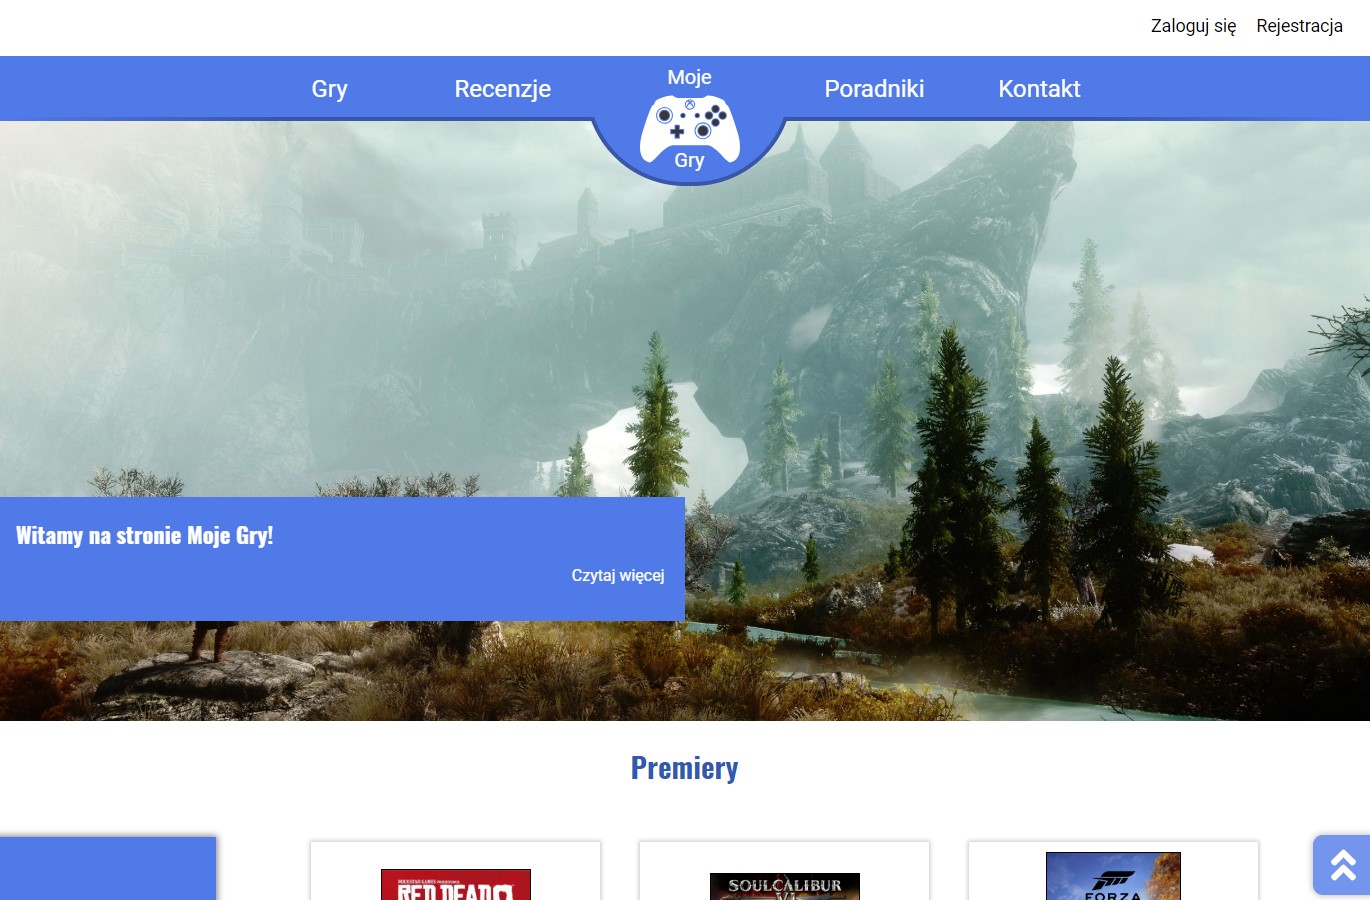 Zaloguj się Rejestracja
Gry Recenzje Moje Gry Poradniki Kontakt
Witamy na stronie Moje Gry!
Czytaj więcej
Premiery
RED DEAD
SOULCALIBUR
VI
FORZA